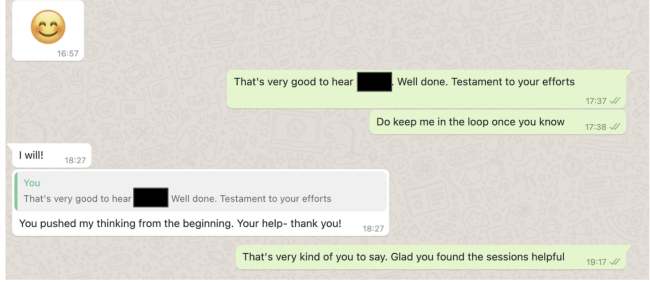 16:57
That's very good to hear . Well done. Testament to your efforts
17:37
Do keep me in the loop once you know
17:38
I will!
18:27
You
That's very good to hear Well done. Testament to your efforts
You pushed my thinking from the beginning. Your help- thank you!
18:27
That's very kind of you to say. Glad you found the sessions helpful
19:17